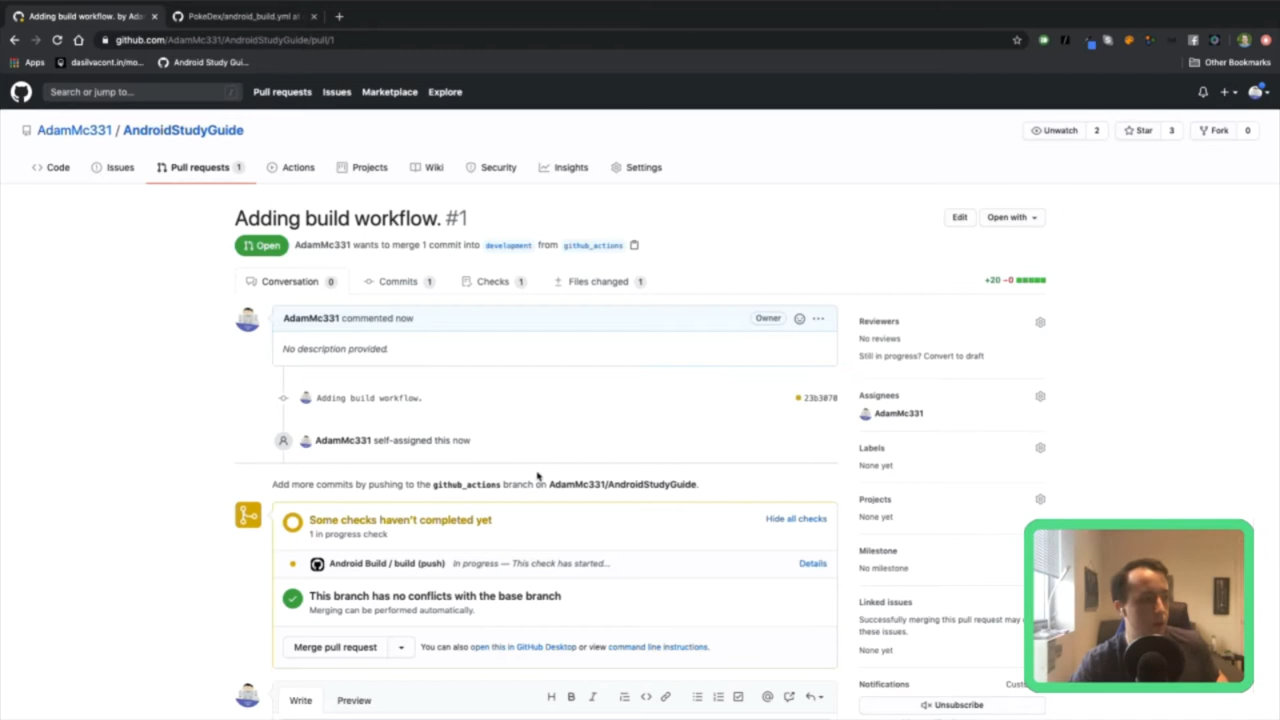 Adding build workflow. by Ada
PokeDex/android_build.yml at
github.com/AdamMc331/AndroidStudyGuide/pull/1
Apps
dasilvacont.in/mo...
Android Study Gui...
Other Bookmarks
Search or jump to...
/
Pull requests
Issues
Marketplace
Explore
AdamMc331 / AndroidStudyGuide
Unwatch 2
Star 3
Fork 0
Code
Issues
Pull requests 1
Actions
Projects
Wiki
Security
Insights
Settings
Adding build workflow. #1
Edit
Open with
Open
AdamMc331 wants to merge 1 commit into development from github_actions
Conversation 0
Commits 1
Checks 1
Files changed 1
+20 −0
AdamMc331 commented now
Owner
No description provided.
Adding build workflow.
23b3078
AdamMc331 self-assigned this now
Add more commits by pushing to the github_actions branch on AdamMc331/AndroidStudyGuide.
Some checks haven't completed yet
1 in progress check
Hide all checks
Android Build / build (push) In progress — This check has started...
Details
This branch has no conflicts with the base branch
Merging can be performed automatically.
Merge pull request
You can also open this in GitHub Desktop or view command line instructions.
Write
Preview
H B I
Reviewers
No reviews
Still in progress? Convert to draft
Assignees
AdamMc331
Labels
None yet
Projects
None yet
Milestone
No milestone
Linked issues
Successfully merging this pull request may
these issues.
None yet
Notifications
Unsubscribe